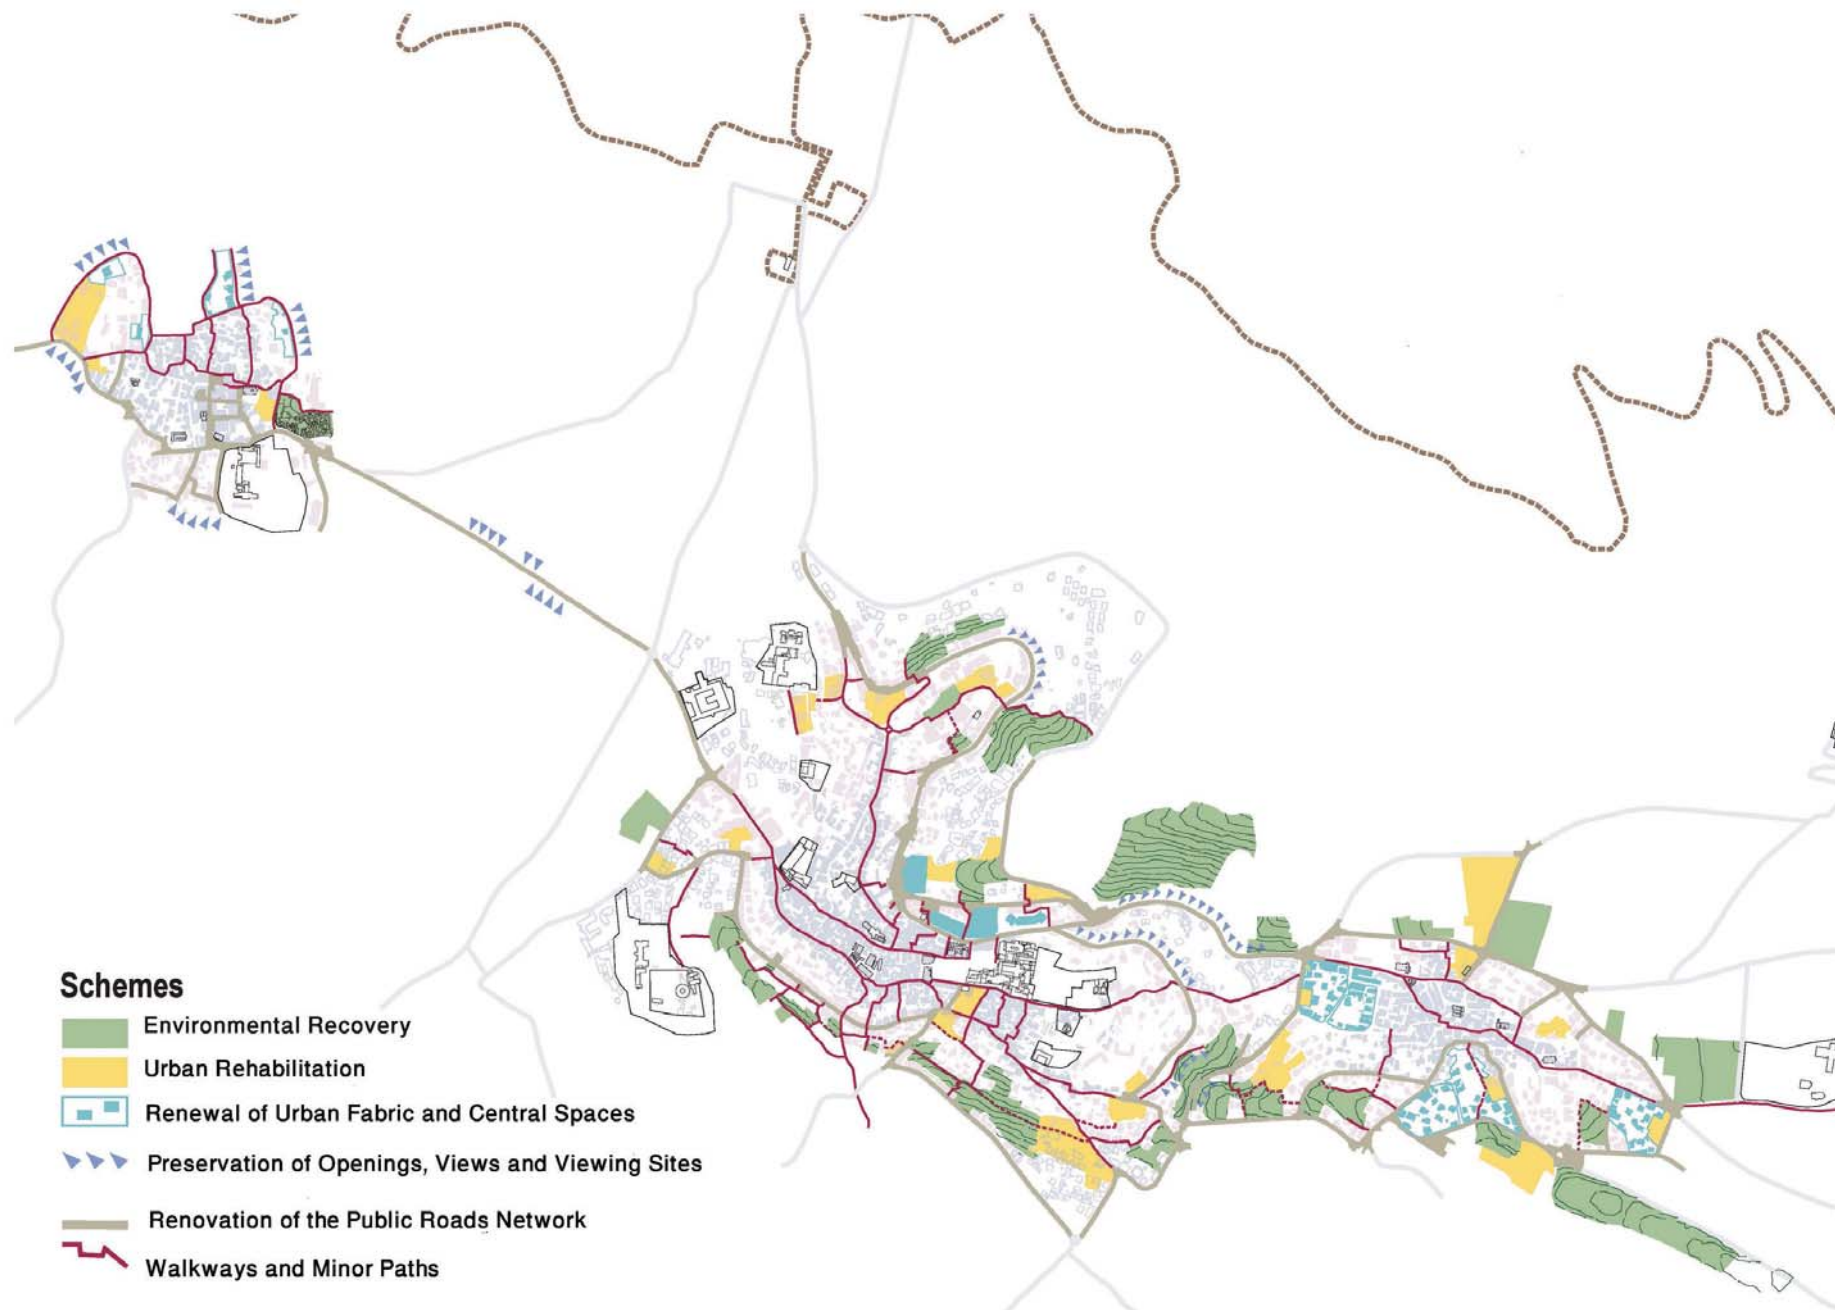 Schemes
Environmental Recovery
Urban Rehabilitation
Renewal of Urban Fabric and Central Spaces
Preservation of Openings, Views and Viewing Sites
Renovation of the Public Roads Network
Walkways and Minor Paths